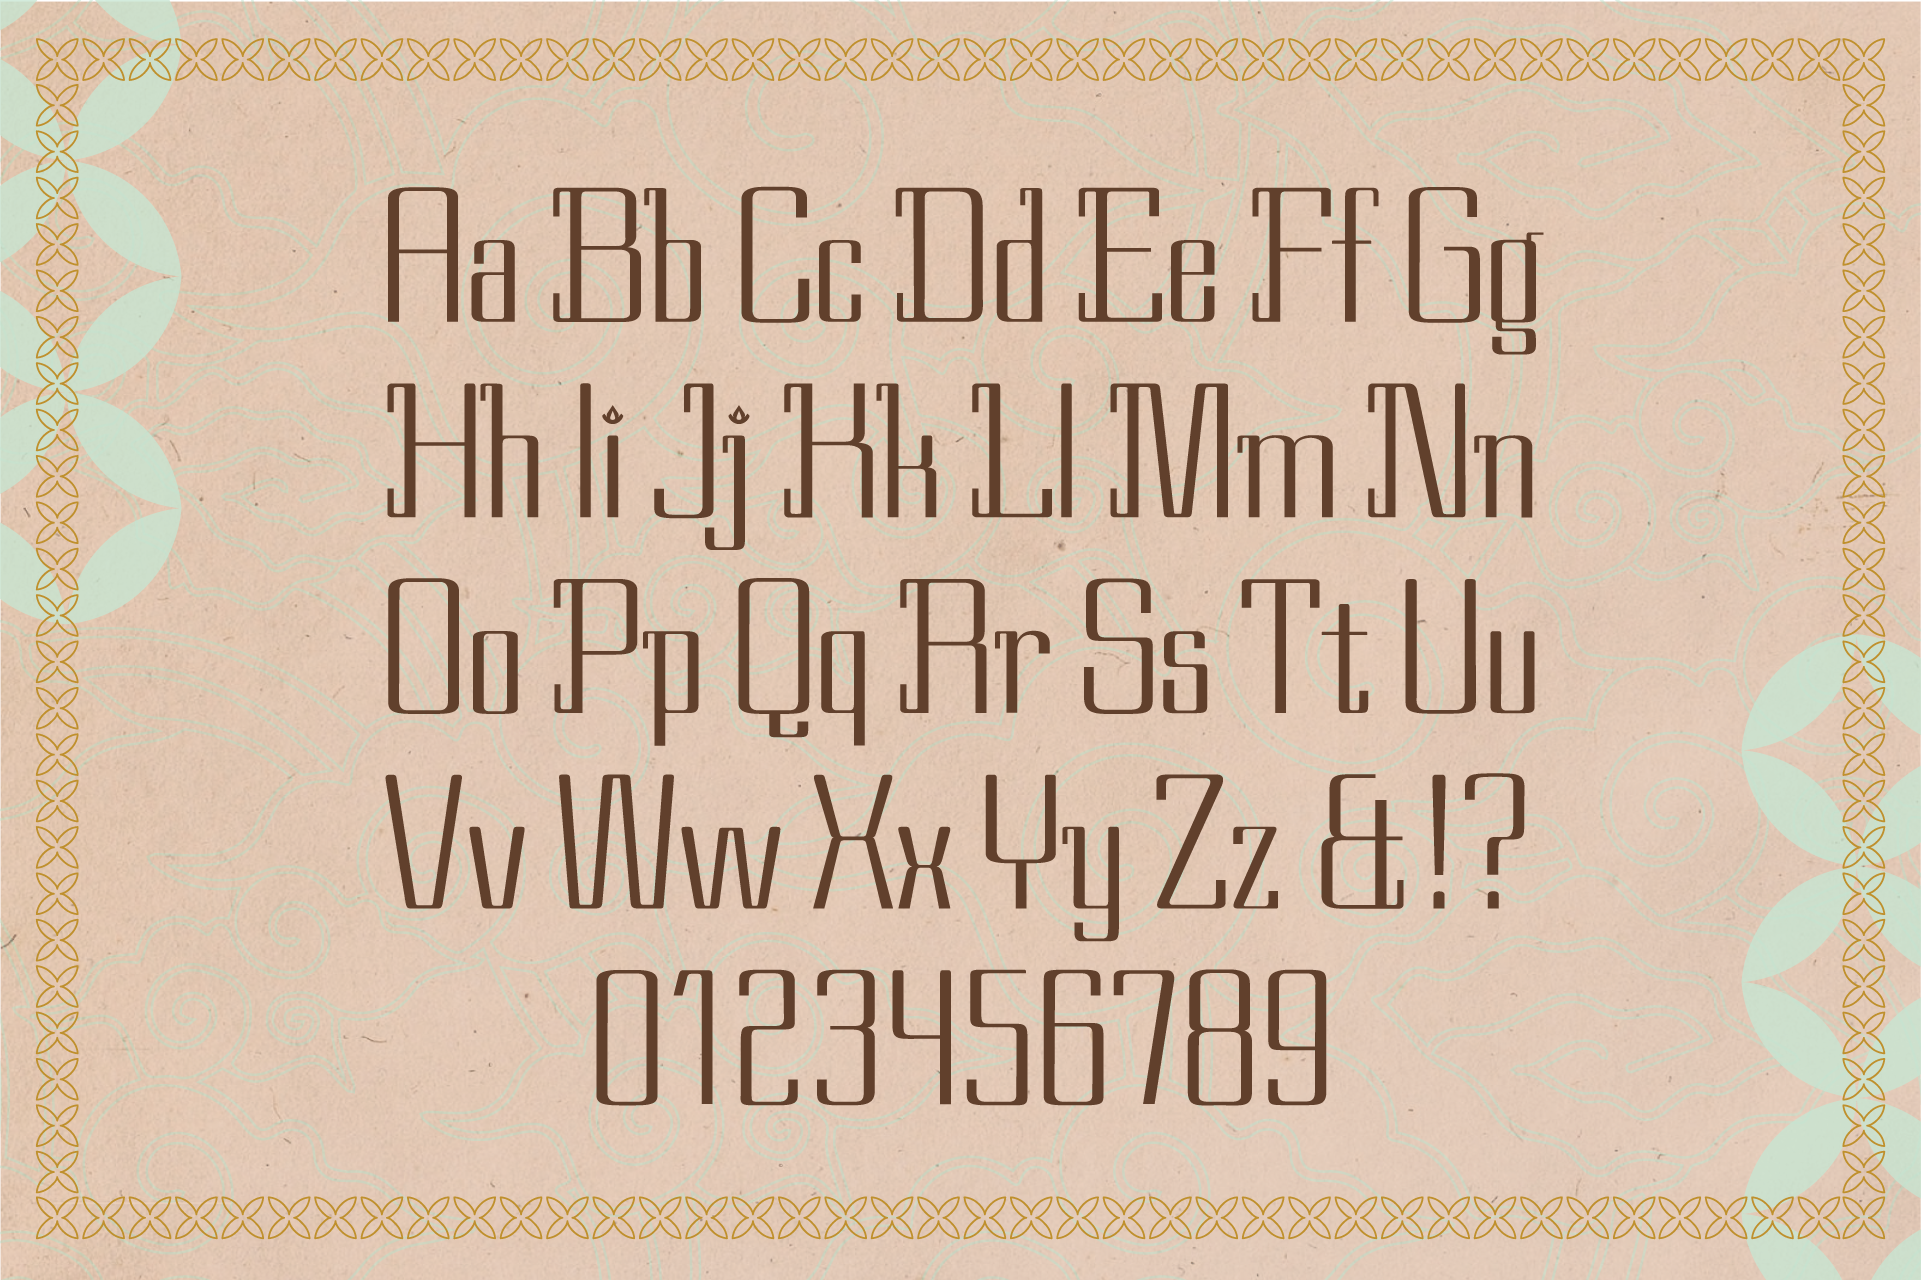 Aa Bb Cc Dd Ee Ff Gg
Hh Ii Jj Kk Ll Mm Nn
Oo Pp Qq Rr Ss Tt Uu
Vv Ww Xx Yy Zz &!?
0123456789